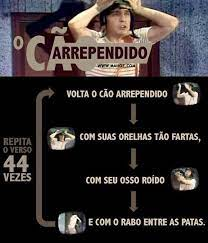 O CÃO
ARREPENDIDO
VOLTA O CÃO ARREPENDIDO
COM SUAS ORELHAS TÃO FARTAS,
COM SEU OSSO ROÍDO
E COM O RABO ENTRE AS PATAS.
REPITA
O VERSO
44
VEZES